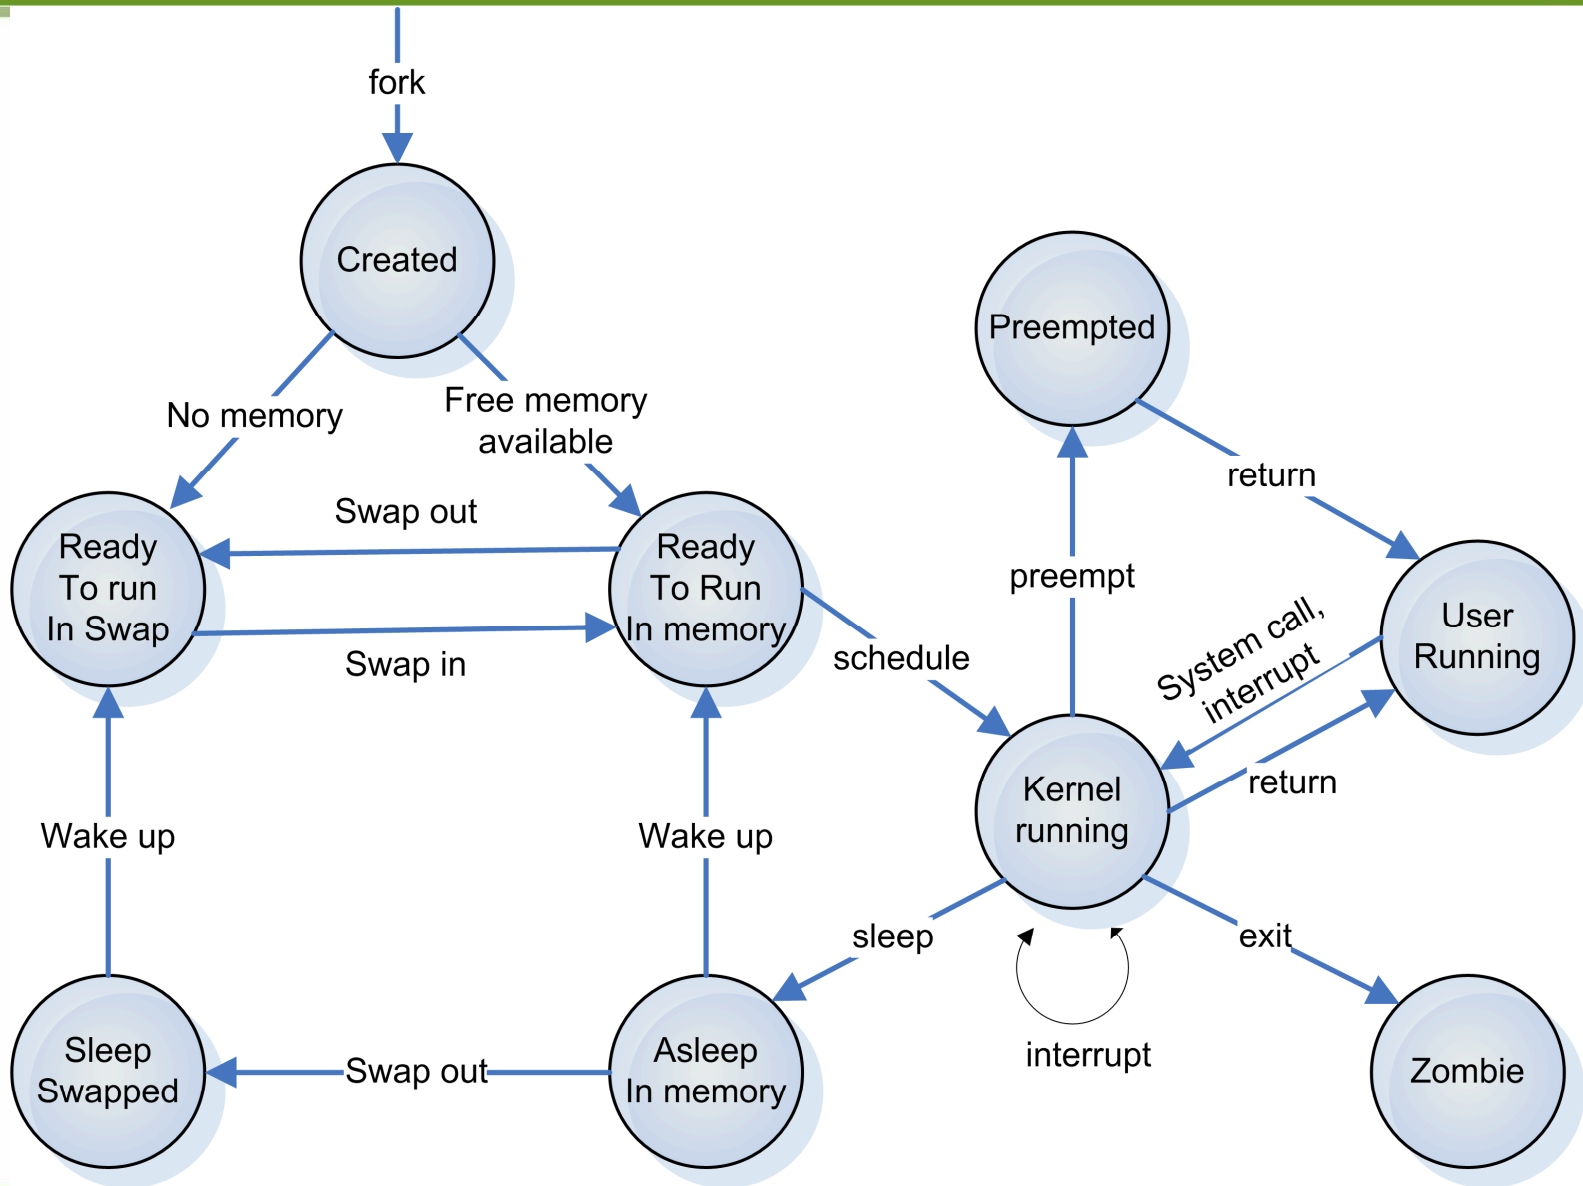 fork
Created
Preempted
No memory
Free memory
available
return
Swap out
Ready
To run
In Swap
Ready
To Run
In memory
preempt
System call,
interrupt
User
Running
Swap in
schedule
Kernel
running
return
Wake up
Wake up
sleep
exit
interrupt
Sleep
Swapped
Swap out
Asleep
In memory
Zombie